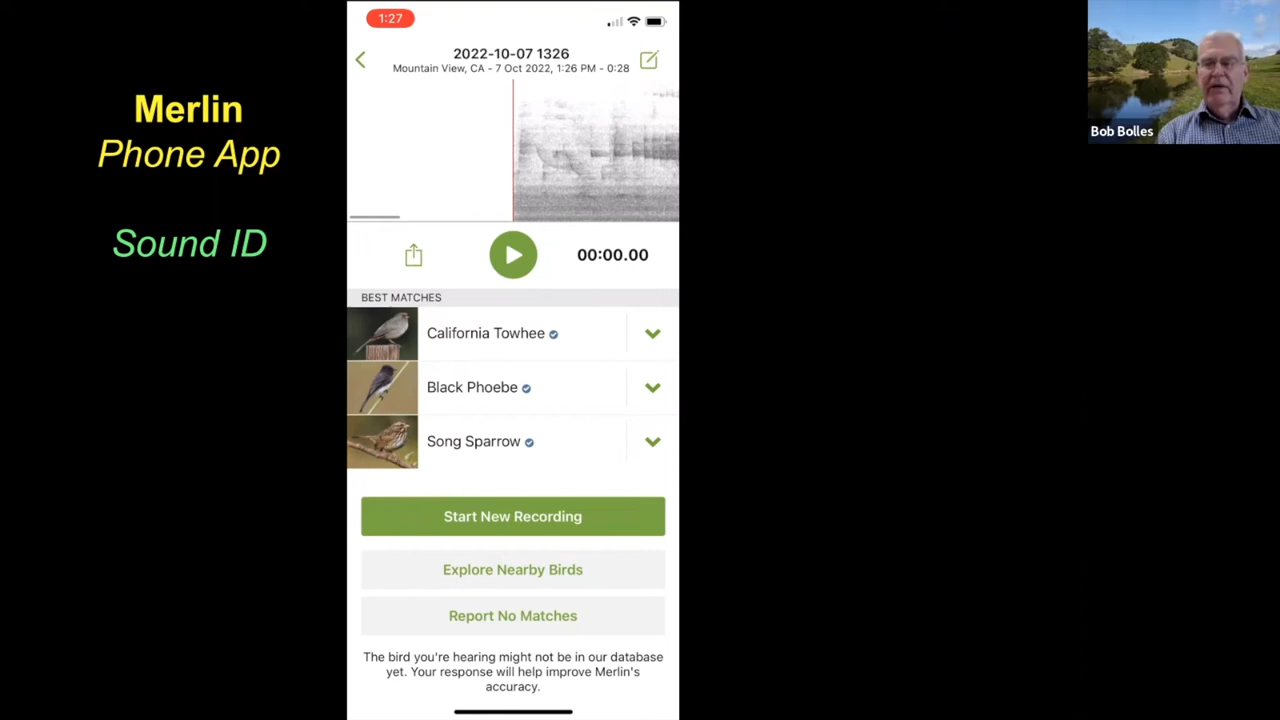 Merlin
Phone App
Sound ID
1:27
2022-10-07 1326
Mountain View, CA - 7 Oct 2022, 1:26 PM - 0:28
00:00.00
BEST MATCHES
California Towhee
Black Phoebe
Song Sparrow
Start New Recording
Explore Nearby Birds
Report No Matches
The bird you're hearing might not be in our database
yet. Your response will help improve Merlin's
accuracy.
Bob Bolles